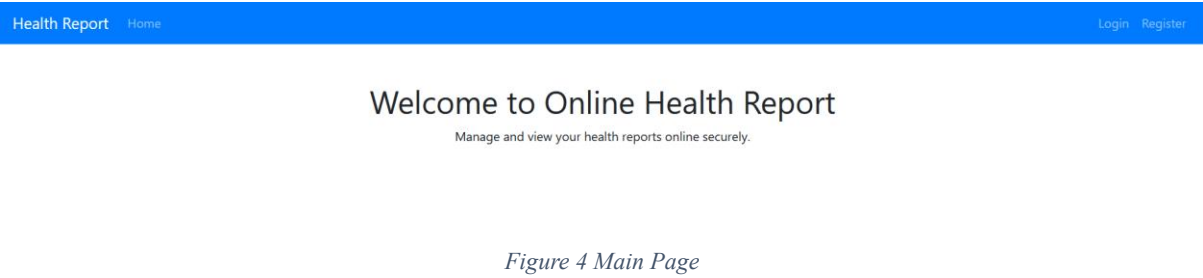 Health Report Home Login Register
Welcome to Online Health Report
Manage and view your health reports online securely.
Figure 4 Main Page